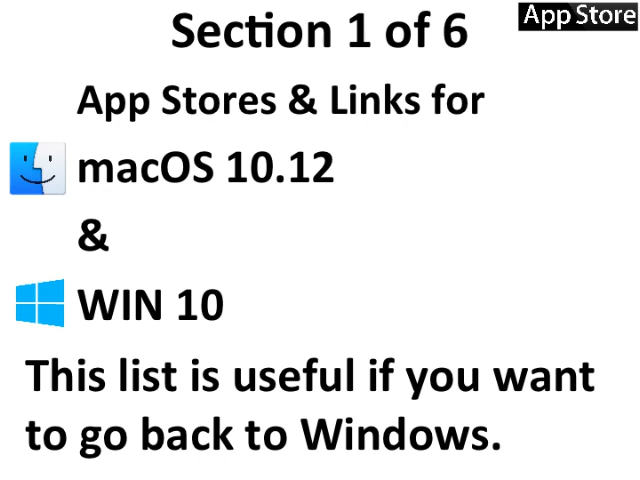 Section 1 of 6
App Store
App Stores & Links for
macOS 10.12
&
WIN 10
This list is useful if you want
to go back to Windows.